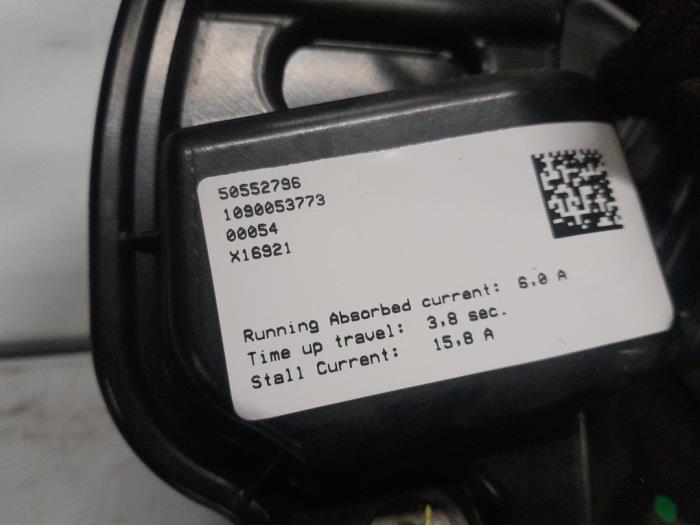 50552796
1090053773
00054
X16921
Running Absorbed current: 6,0 A
Time up travel: 3,8 sec.
Stall Current: 15,8 A